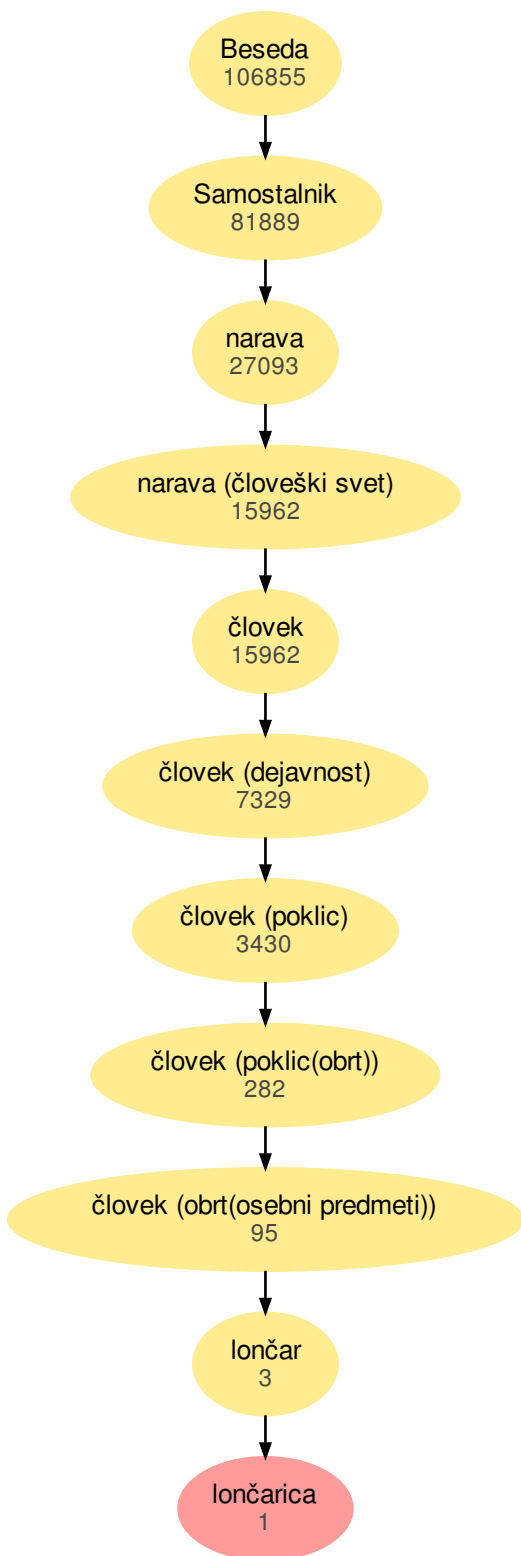 Beseda
106855
Samostalnik
81889
narava
27093
narava (človeški svet)
15962
človek
15962
človek (dejavnost)
7329
človek (poklic)
3430
človek (poklic(obrt))
282
človek (obrt(osebni predmeti))
95
lončar
3
lončarica
1